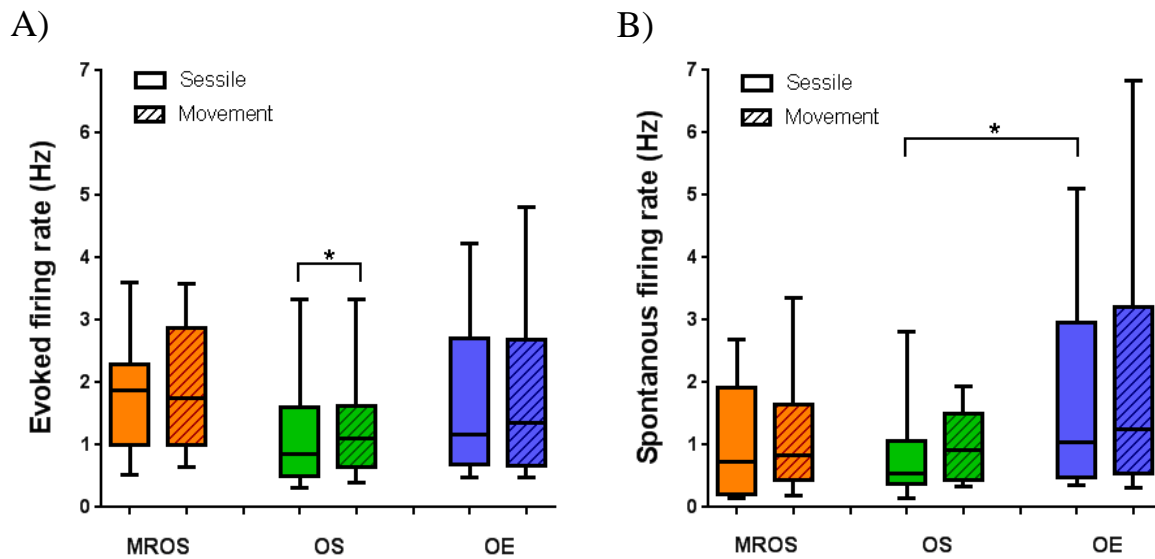 A)
Evoked firing rate (Hz)
7
6
5
4
3
2
1
0
Sessile
Movement
*
MROS OS OE
B)
Spontanous firing rate (Hz)
7
6
5
4
3
2
1
0
Sessile
Movement
*
MROS OS OE